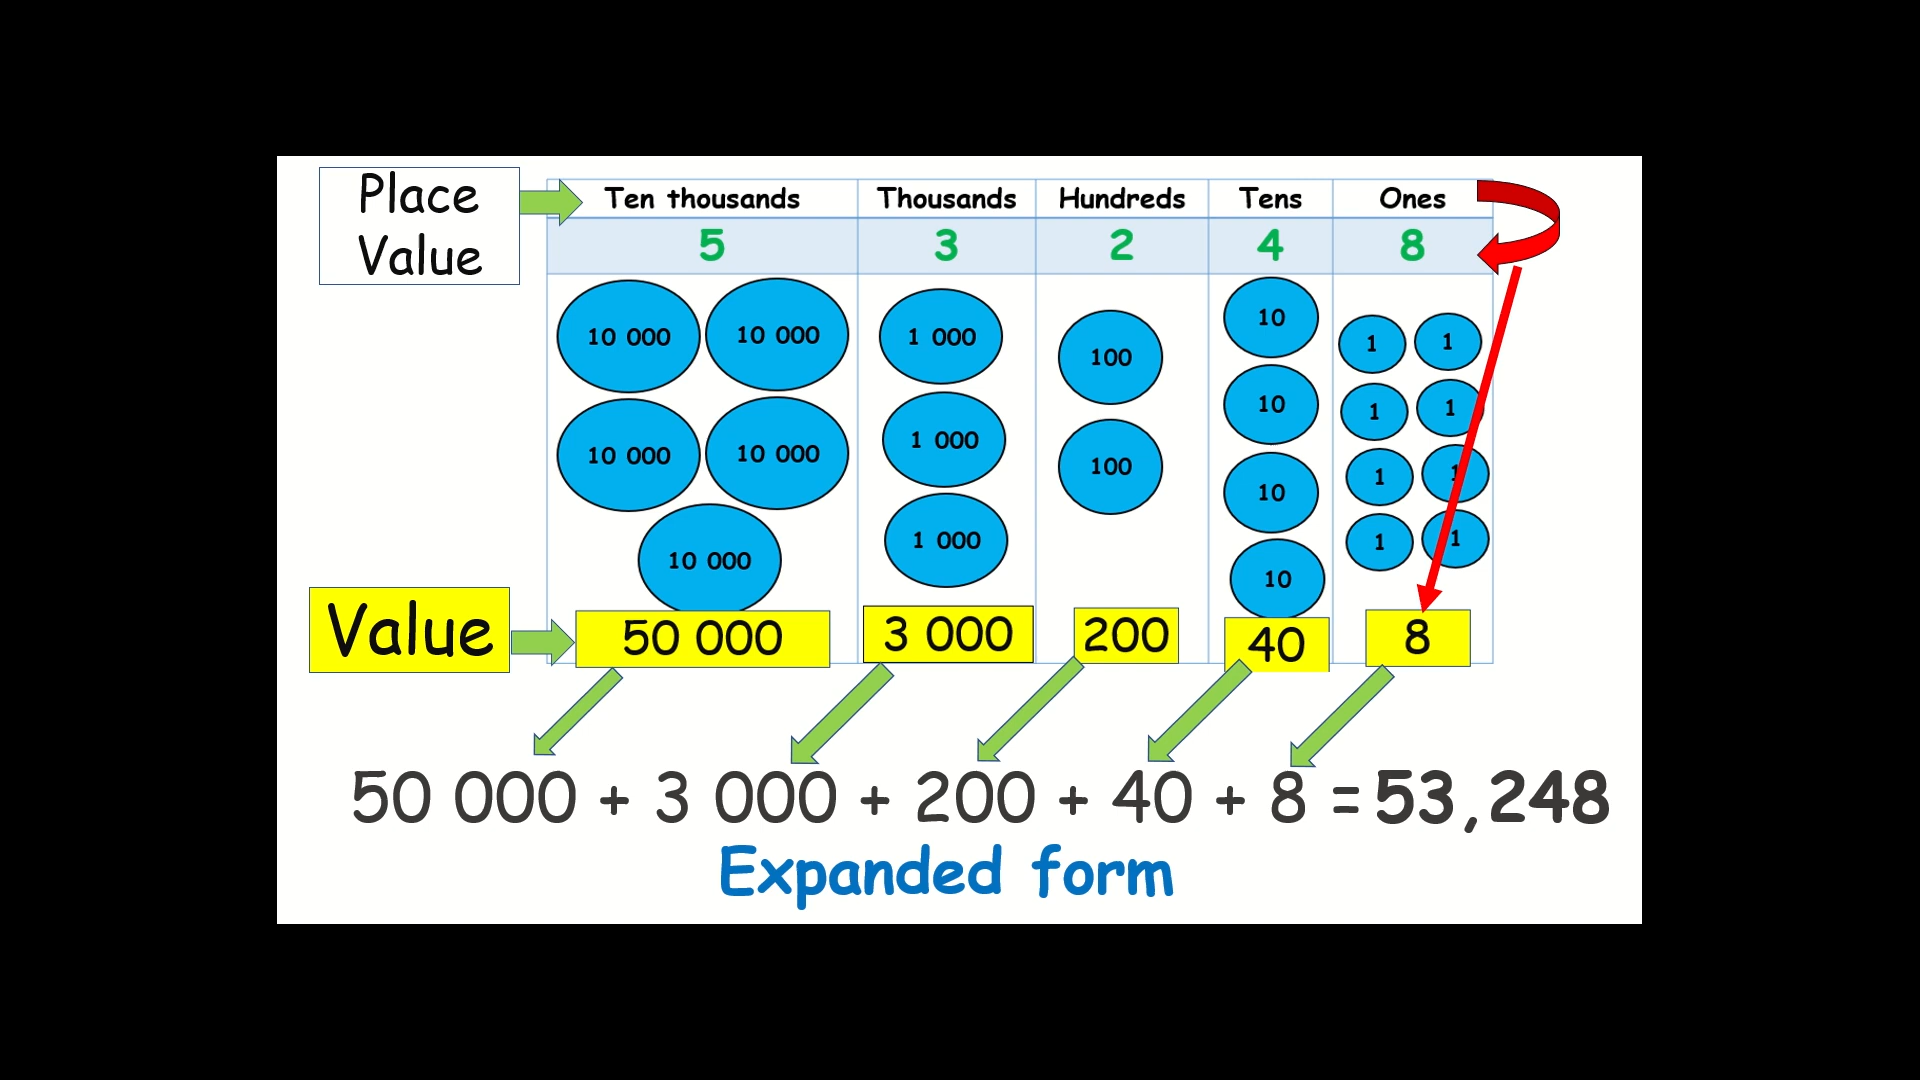 Place
Value
Ten thousands Thousands Hundreds Tens Ones
5 3 2 4 8
10 000 10 000 1 000 100 10 1 1
10 000 10 000 1 000 100 10 1 1
10 000 1 000 10 1 1
10 1 1
Value
50 000 3 000 200 40 8
50 000 + 3 000 + 200 + 40 + 8 = 53,248
Expanded form